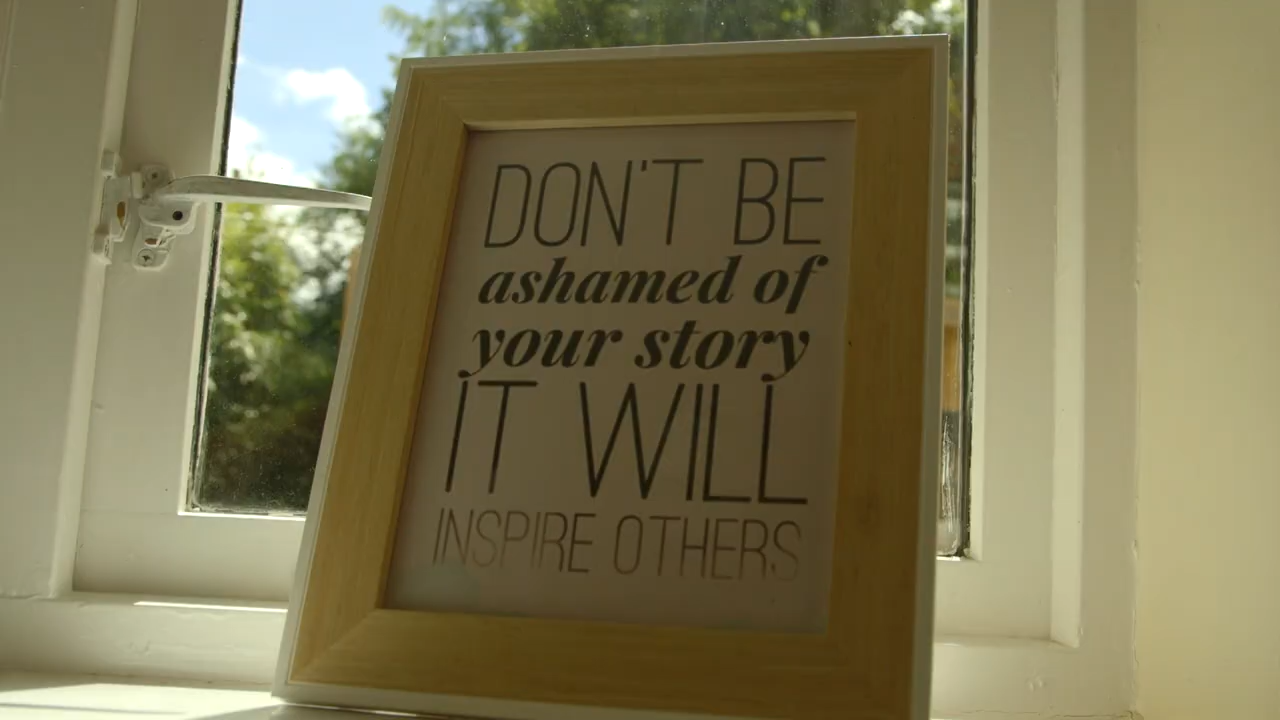 DON'T BE
ashamed of
your story
IT WILL
INSPIRE OTHERS